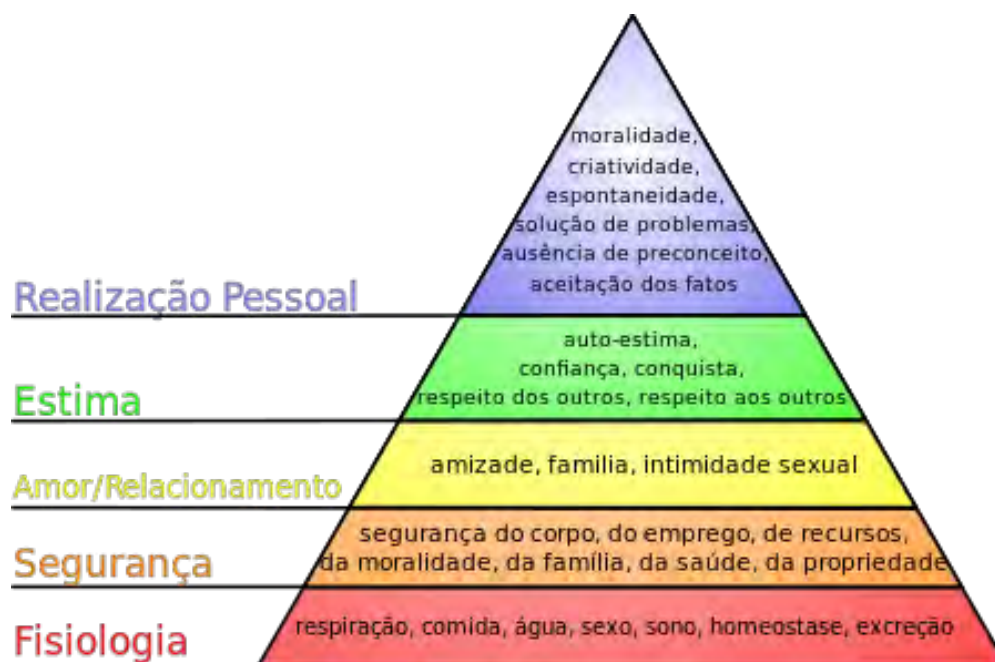 moralidade,
criatividade,
espontaneidade,
solução de problemas,
ausência de preconceito,
aceitação dos fatos
Realização Pessoal
auto-estima,
confiança, conquista,
respeito dos outros, respeito aos outros
Estima
amizade, familia, intimidade sexual
Amor/Relacionamento
segurança do corpo, do emprego, de recursos,
da moralidade, da família, da saúde, da propriedade
Segurança
respiração, comida, água, sexo, sono, homeostase, excreção
Fisiologia